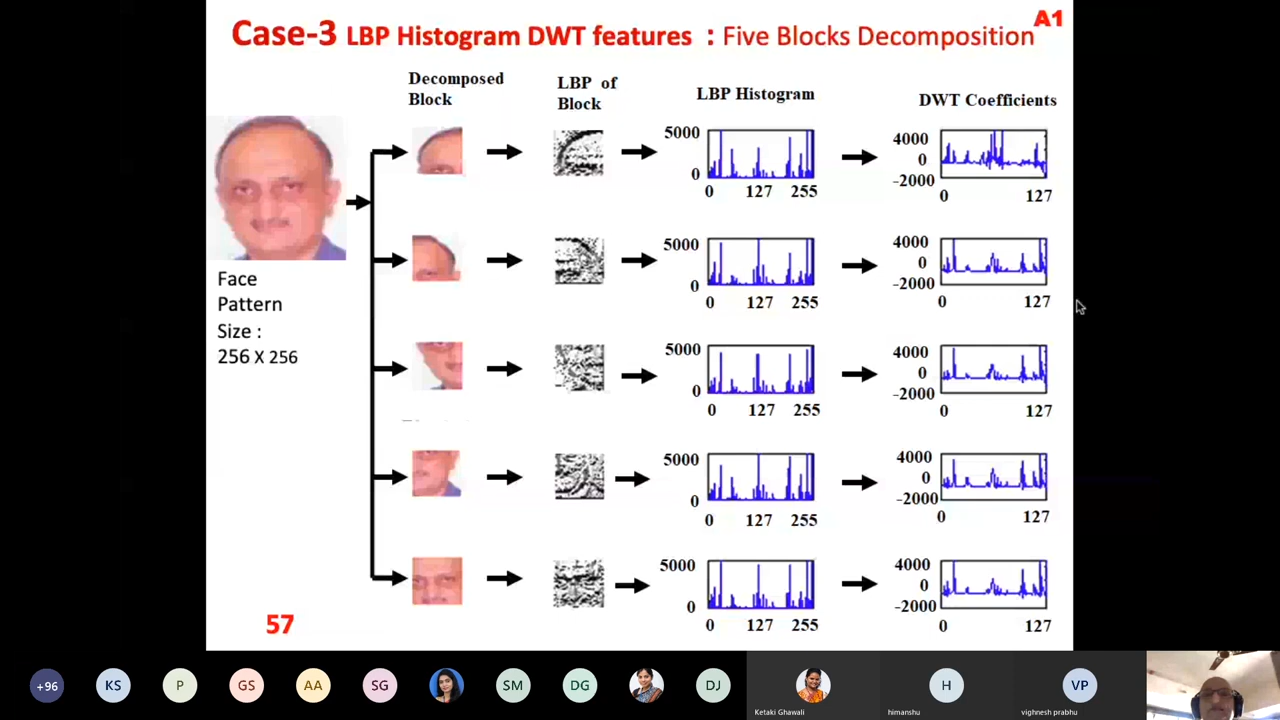 Case-3 LBP Histogram DWT features : Five Blocks Decomposition
A1
Decomposed
Block
LBP of
Block
LBP Histogram
DWT Coefficients
Face
Pattern
Size :
256 X 256
5000
0
0 127 255
4000
0
-2000
0 127
5000
0
0 127 255
4000
0
-2000
0 127
5000
0
0 127 255
4000
0
-2000
0 127
5000
0
0 127 255
4000
0
-2000
0 127
5000
0
0 127 255
4000
0
-2000
0 127
57
+96 KS P GS AA SG SM DG DJ H VP
Ketaki Ghawali himanshu vighnesh prabhu